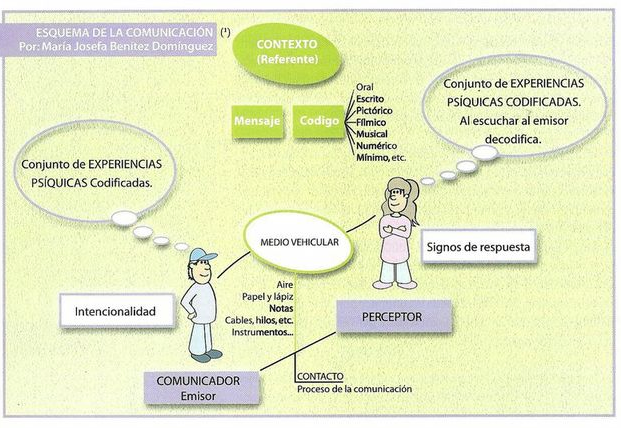 ESQUEMA DE LA COMUNICACIÓN (¹)
Por: María Josefa Benítez Domínguez
CONTEXTO
(Referente)
Mensaje
Codigo
Oral
Escrito
Pictórico
Fílmico
Musical
Numérico
Mínimo, etc.
Conjunto de EXPERIENCIAS
PSÍQUICAS CODIFICADAS.
Al escuchar al emisor
decodifica.
Conjunto de EXPERIENCIAS
PSÍQUICAS Codificadas.
MEDIO VEHICULAR
Signos de respuesta
Intencionalidad
Aire
Papel y lápiz
Notas
Cables, hilos, etc.
Instrumentos...
PERCEPTOR
COMUNICADOR
Emisor
CONTACTO
Proceso de la comunicación